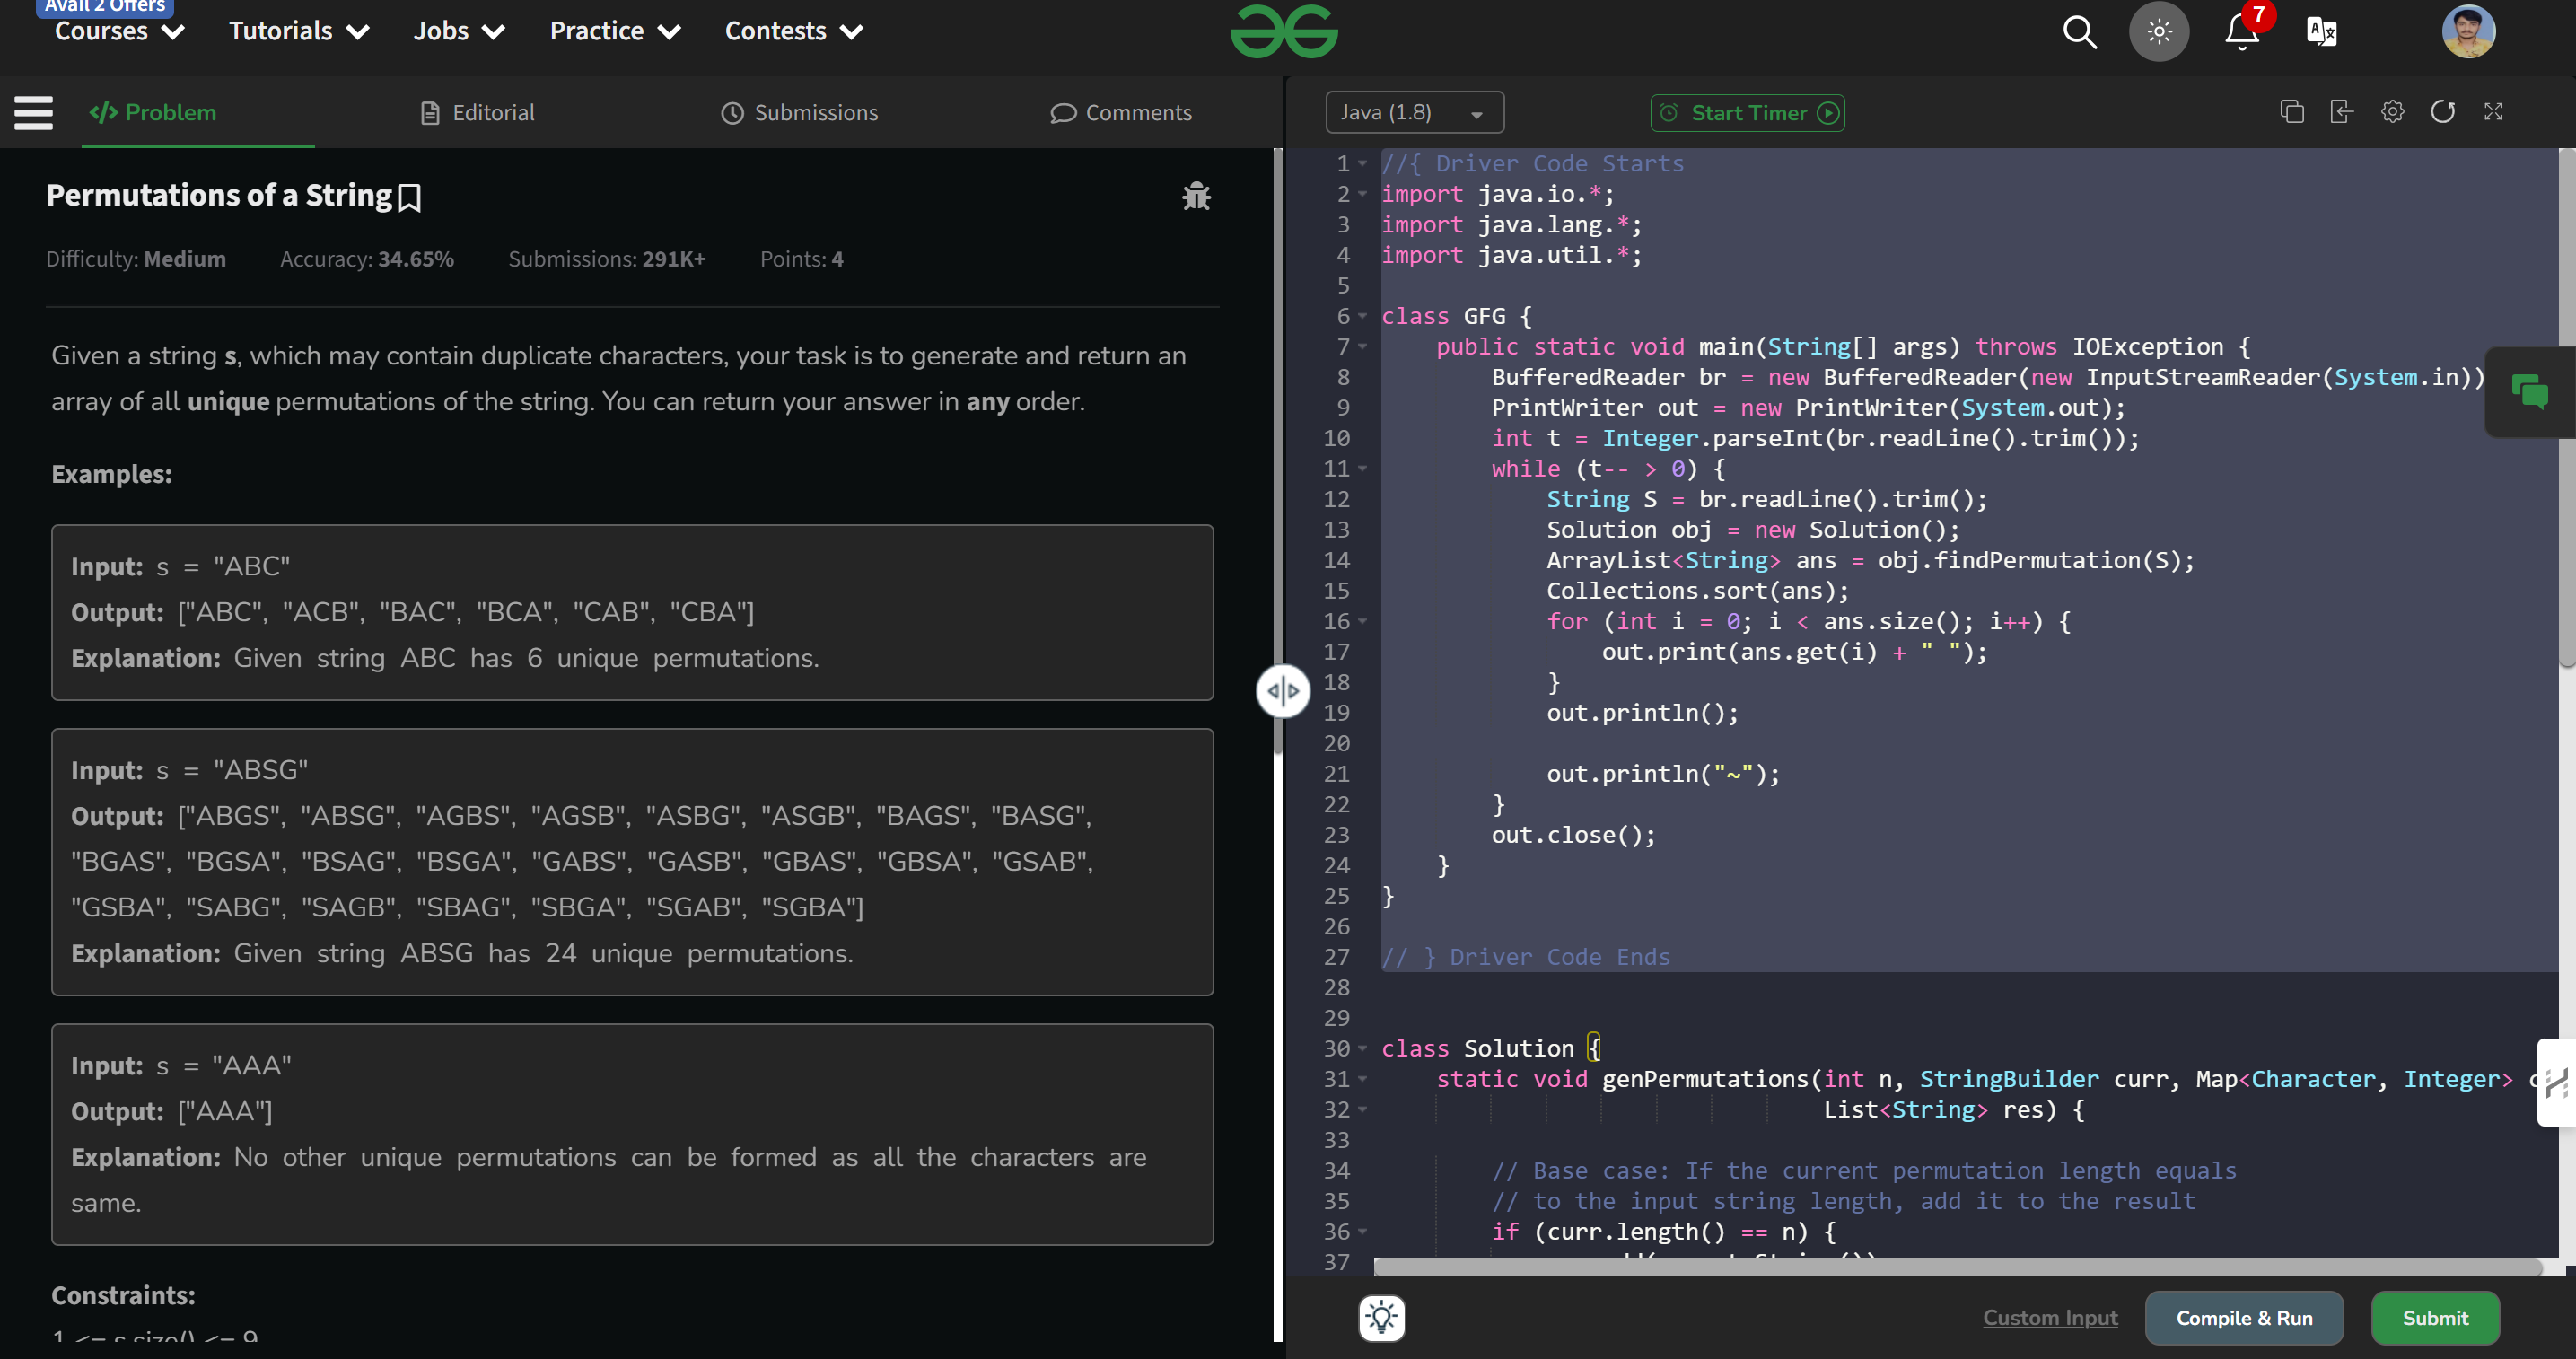 Avail 2 Offers
Courses Tutorials Jobs Practice Contests
7
Problem Editorial Submissions Comments
Permutations of a String
Difficulty: Medium Accuracy: 34.65% Submissions: 291K+ Points: 4
Given a string s, which may contain duplicate characters, your task is to generate and return an
array of all unique permutations of the string. You can return your answer in any order.
Examples:
Input: s = "ABC"
Output: ["ABC", "ACB", "BAC", "BCA", "CAB", "CBA"]
Explanation: Given string ABC has 6 unique permutations.
Input: s = "ABSG"
Output: ["ABGS", "ABSG", "AGBS", "AGSB", "ASBG", "ASGB", "BAGS", "BASG",
"BGAS", "BGSA", "BSAG", "BSGA", "GABS", "GASB", "GBAS", "GBSA", "GSAB",
"GSBA", "SABG", "SAGB", "SBAG", "SBGA", "SGAB", "SGBA"]
Explanation: Given string ABSG has 24 unique permutations.
Input: s = "AAA"
Output: ["AAA"]
Explanation: No other unique permutations can be formed as all the characters are
same.
Constraints:
1 <= s.size() <= 9
Java (1.8) Start Timer
1 //{ Driver Code Starts
2 import java.io.*;
3 import java.lang.*;
4 import java.util.*;
5
6 class GFG {
7 public static void main(String[] args) throws IOException {
8 BufferedReader br = new BufferedReader(new InputStreamReader(System.in))
9 PrintWriter out = new PrintWriter(System.out);
10 int t = Integer.parseInt(br.readLine().trim());
11 while (t-- > 0) {
12 String S = br.readLine().trim();
13 Solution obj = new Solution();
14 ArrayList<String> ans = obj.findPermutation(S);
15 Collections.sort(ans);
16 for (int i = 0; i < ans.size(); i++) {
17 out.print(ans.get(i) + " ");
18 }
19 out.println();
20
21 out.println("~");
22 }
23 out.close();
24 }
25 }
26
27 // } Driver Code Ends
28
29
30 class Solution {
31 static void genPermutations(int n, StringBuilder curr, Map<Character, Integer> c
32 List<String> res) {
33
34 // Base case: If the current permutation length equals
35 // to the input string length, add it to the result
36 if (curr.length() == n) {
37 res.add(curr.toString());
Custom Input Compile & Run Submit